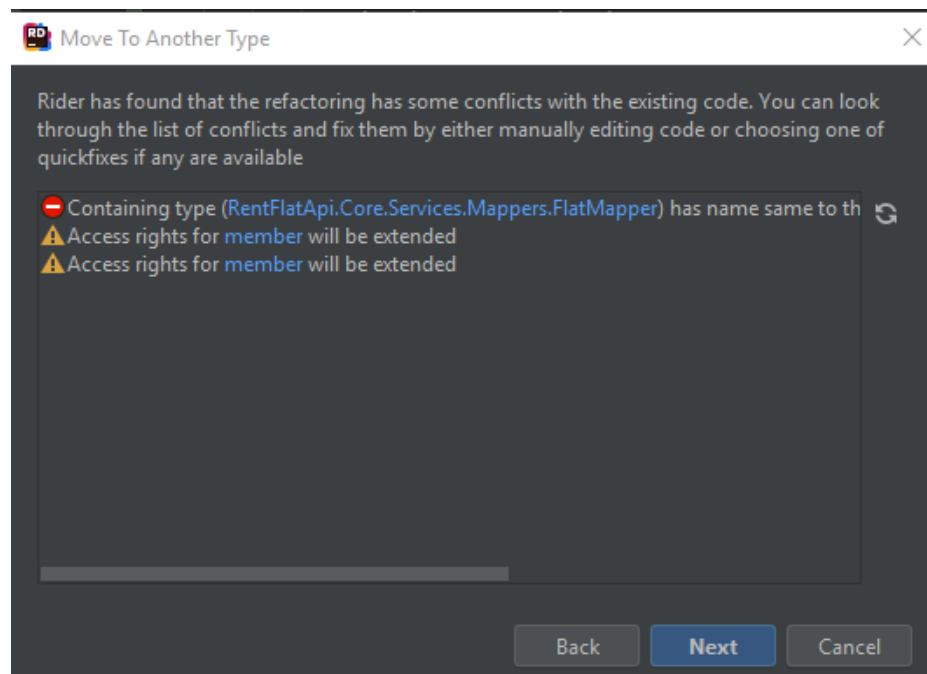 RD
Move To Another Type
Rider has found that the refactoring has some conflicts with the existing code. You can look
through the list of conflicts and fix them by either manually editing code or choosing one of
quickfixes if any are available
Containing type (RentFlatApi.Core.Services.Mappers.FlatMapper) has name same to th
Access rights for member will be extended
Access rights for member will be extended
Back Next Cancel